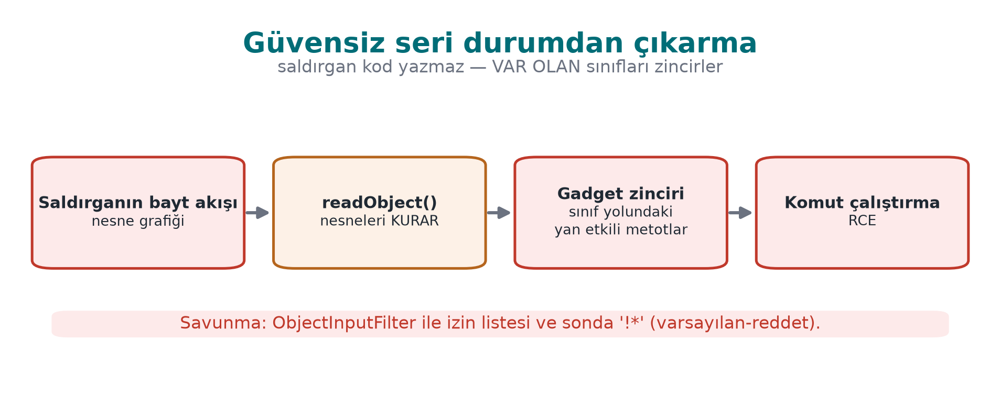 Güvensiz seri durumdan çıkarma
saldırgan kod yazmaz — VAR OLAN sınıfları zincirler
Saldırganın bayt akışı
nesne grafiği
readObject()
nesneleri KURAR
Gadget zinciri
sınıf yolundaki
yan etkili metotlar
Komut çalıştırma
RCE
Savunma: ObjectInputFilter ile izin listesi ve sonda '!*' (varsayılan-reddet).